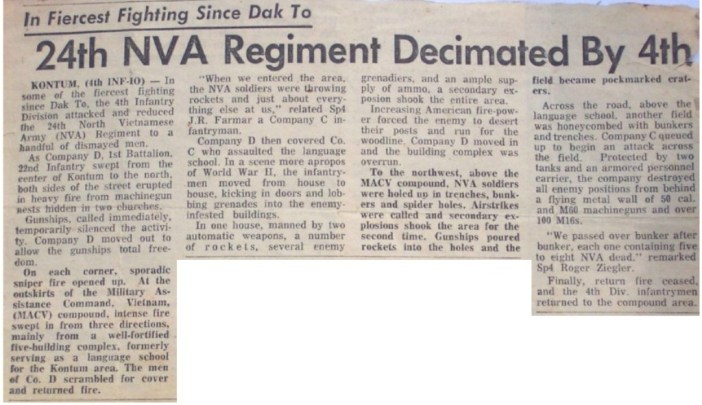 In Fiercest Fighting Since Dak To
24th NVA Regiment Decimated By 4th
KONTUM, (4th INF-IO) — In
some of the fiercest fighting
since Dak To, the 4th Infantry
Division attacked and reduced
the 24th North Vietnamese
Army (NVA) Regiment to a
handful of dismayed men.
As Company D, 1st Battalion,
22nd Infantry swept from the
center of Kontum to the north,
both sides of the street erupted
in heavy fire from machinegun
nests hidden in two churches.
Gunships, called immediately,
temporarily silenced the activi-
ty. Company D moved out to
allow the gunships total free-
dom.
On each corner, sporadic
sniper fire opened up. At the
outskirts of the Military As-
sistance Command, Vietnam,
(MACV) compound, intense fire
swept in from three directions,
mainly from a well-fortified
five-building complex, formerly
serving as a language school
for the Kontum area. The men
of Co. D scrambled for cover
and returned fire.
"When we entered the area,
the NVA soldiers were throwing
rockets and just about every-
thing else at us," related Sp4
J.R. Farmar a Company C in-
fantryman.
Company D then covered Co.
C who assaulted the language
school. In a scene more apropos
of World War II, the infantry-
men moved from house to
house, kicking in doors and lob-
bing grenades into the enemy-
infested buildings.
In one house, manned by two
automatic weapons, a number
of rockets, several enemy
grenadiers, and an ample sup-
ply of ammo, a secondary ex-
posion shook the entire area.
Increasing American fire-pow-
er forced the enemy to desert
their posts and run for the
woodline. Company D moved in
and the building complex was
overrun.
To the northwest, above the
MACV compound, NVA soldiers
were holed up in trenches, bunk-
ers and spider holes. Airstrikes
were called and secondary ex-
plosions shook the area for the
second time. Gunships poured
rockets into the holes and the
field became pockmarked crat-
ers.
Across the road, above the
language school, another field
was honeycombed with bunkers
and trenches. Company C queued
up to begin an attack across
the field. Protected by two
tanks and an armored personnel
carrier, the company destroyed
all enemy positions from behind
a flying metal wall of 50 cal.
and M60 machineguns and over
100 M16s.
"We passed over bunker after
bunker, each one containing five
to eight NVA dead," remarked
Sp4 Roger Ziegler.
Finally, return fire ceased,
and the 4th Div. infantrymen
returned to the compound area.